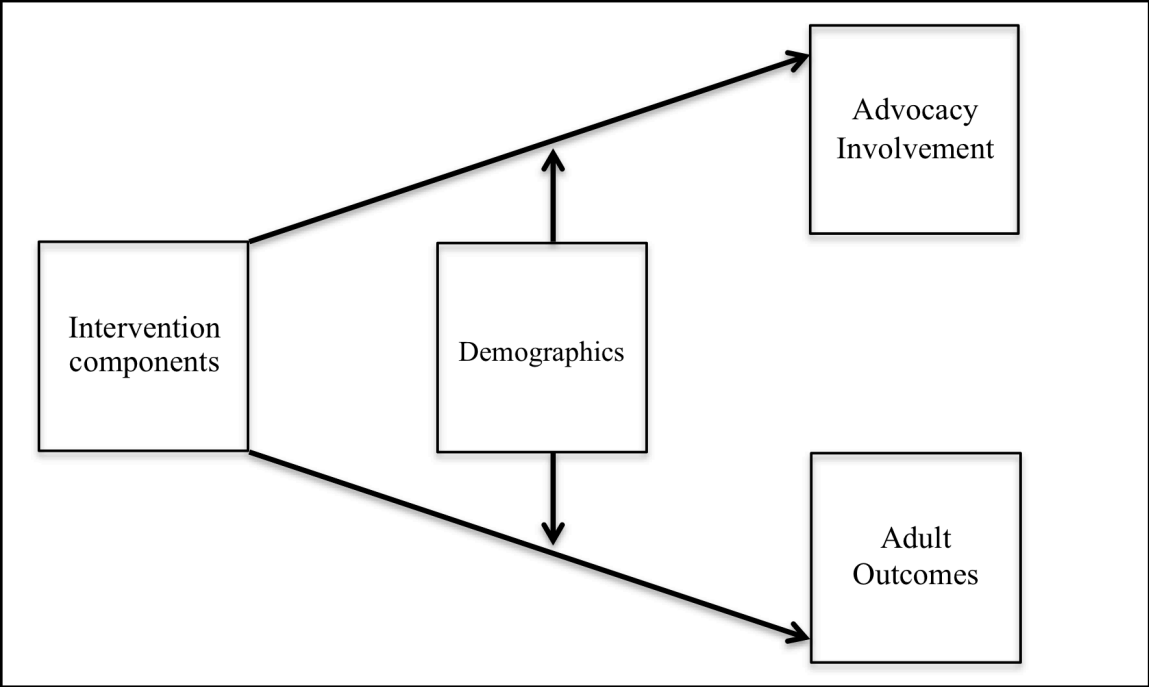 Advocacy
Involvement
Intervention
components
Demographics
Adult
Outcomes